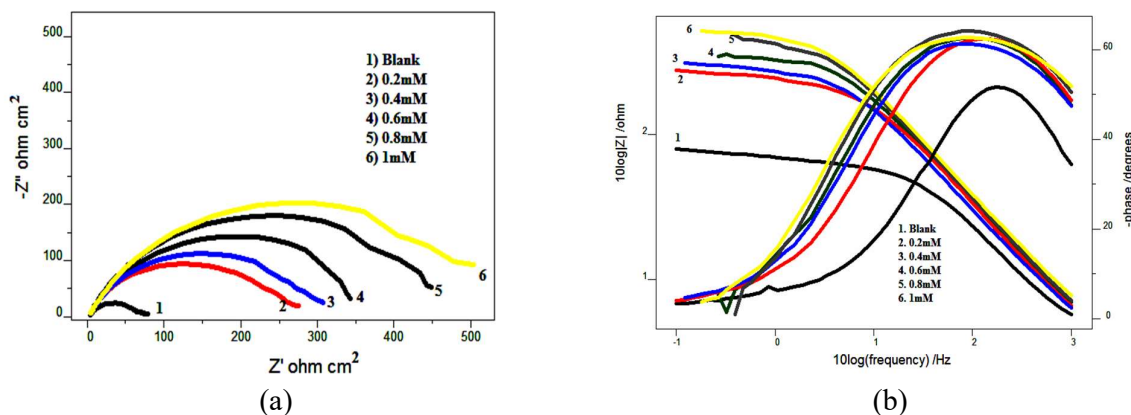 500
400
300
200
100
0
-Z" ohm cm²
1) Blank
2) 0.2mM
3) 0.4mM
4) 0.6mM
5) 0.8mM
6) 1mM
1
2
3
4
5
6
0 100 200 300 400 500
Z' ohm cm²
(a)
10log|Z| /ohm
2
1
6
5
4
3
2
1
1. Blank
2. 0.2mM
3. 0.4mM
4. 0.6mM
5. 0.8mM
6. 1mM
60
40
20
0
-phase /degrees
-1 0 1 2 3
10log(frequency) /Hz
(b)